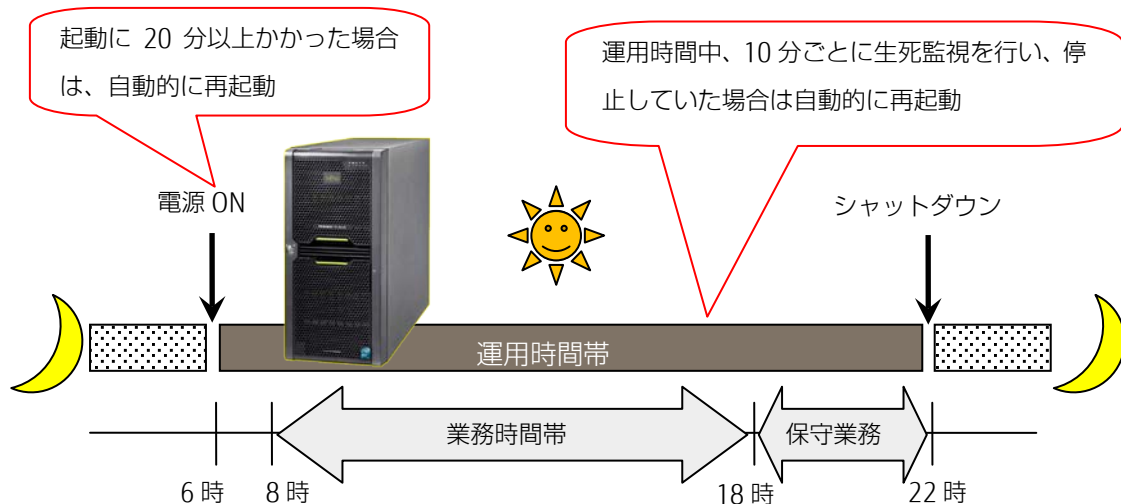 起動に 20 分以上かかった場合
は、自動的に再起動
運用時間中、10 分ごとに生死監視を行い、停
止していた場合は自動的に再起動
電源 ON
シャットダウン
運用時間帯
業務時間帯
保守業務
6 時
8 時
18 時
22 時